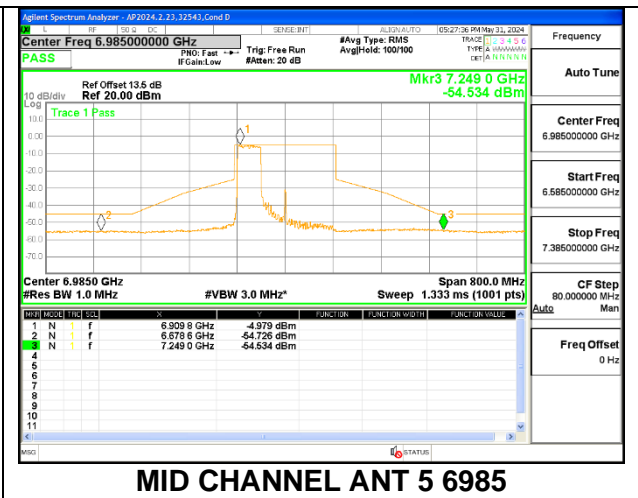 Agilent Spectrum Analyzer - AP2024.2.23,32543,Cond D
L RF 50 Ω DC SENSE:INT ALIGN AUTO 05:27:36 PM May 31, 2024
Center Freq 6.985000000 GHz
PASS
PNO: Fast
IFGain:Low
Trig: Free Run
#Atten: 20 dB
#Avg Type: RMS
Avg|Hold: 100/100
TRACE 1 2 3 4 5 6
TYPE A WWWWW
DET A N N N N N
Frequency
Auto Tune
Center Freq
6.985000000 GHz
Start Freq
6.585000000 GHz
Stop Freq
7.385000000 GHz
CF Step
80.000000 MHz
Auto Man
Freq Offset
0 Hz
Ref Offset 13.5 dB
Ref 20.00 dBm
10 dB/div
Log
Mkr3 7.249 0 GHz
-54.534 dBm
Trace 1 Pass
10.0
0.00
-10.0
-20.0
-30.0
-40.0
-50.0
-60.0
-70.0
1
2
3
Center 6.9850 GHz Span 800.0 MHz
#Res BW 1.0 MHz #VBW 3.0 MHz* Sweep 1.333 ms (1001 pts)
MKR MODE TRC SCL X Y FUNCTION FUNCTION WIDTH FUNCTION VALUE
1 N 1 f 6.909 8 GHz -4.979 dBm
2 N 1 f 6.678 6 GHz -54.726 dBm
3 N 1 f 7.249 0 GHz -54.534 dBm
4
5
6
7
8
9
10
11
MSG STATUS
MID CHANNEL ANT 5 6985